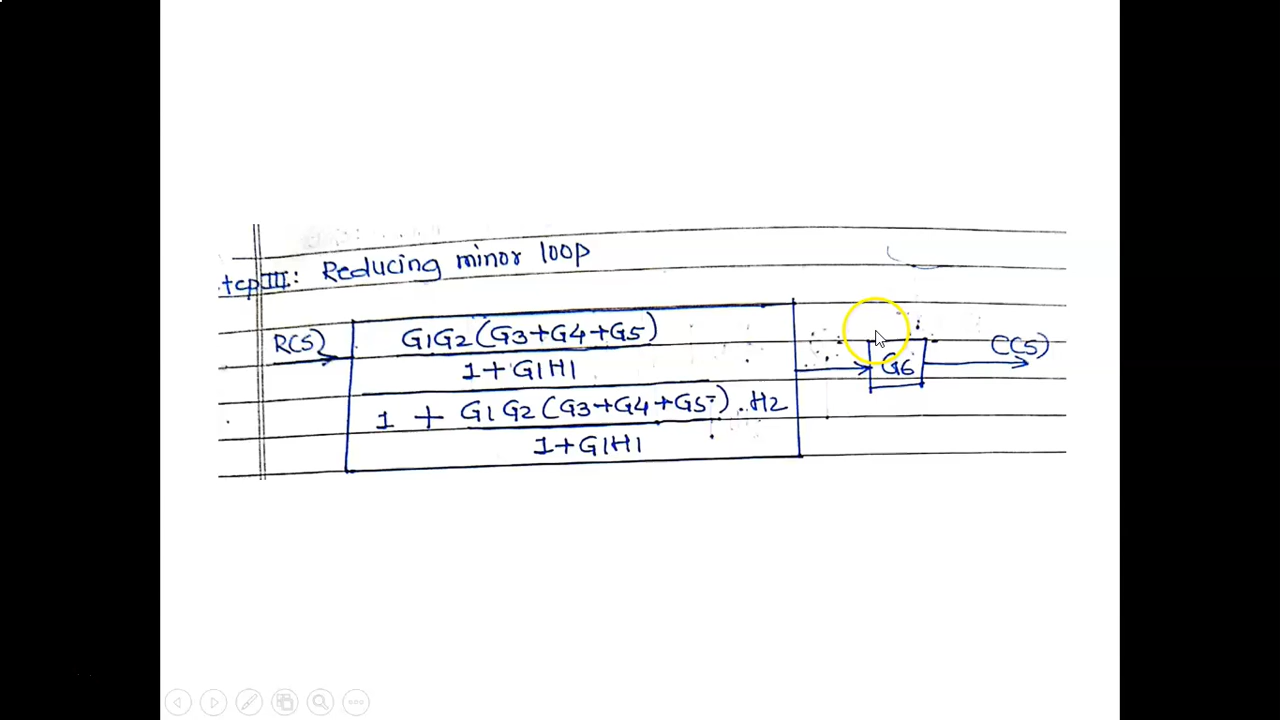 tep III: Reducing minor loop
R(S)
G1G2(G3+G4+G5)
1+G1H1
1 + G1G2(G3+G4+G5).H2
1+G1H1
G6
C(S)